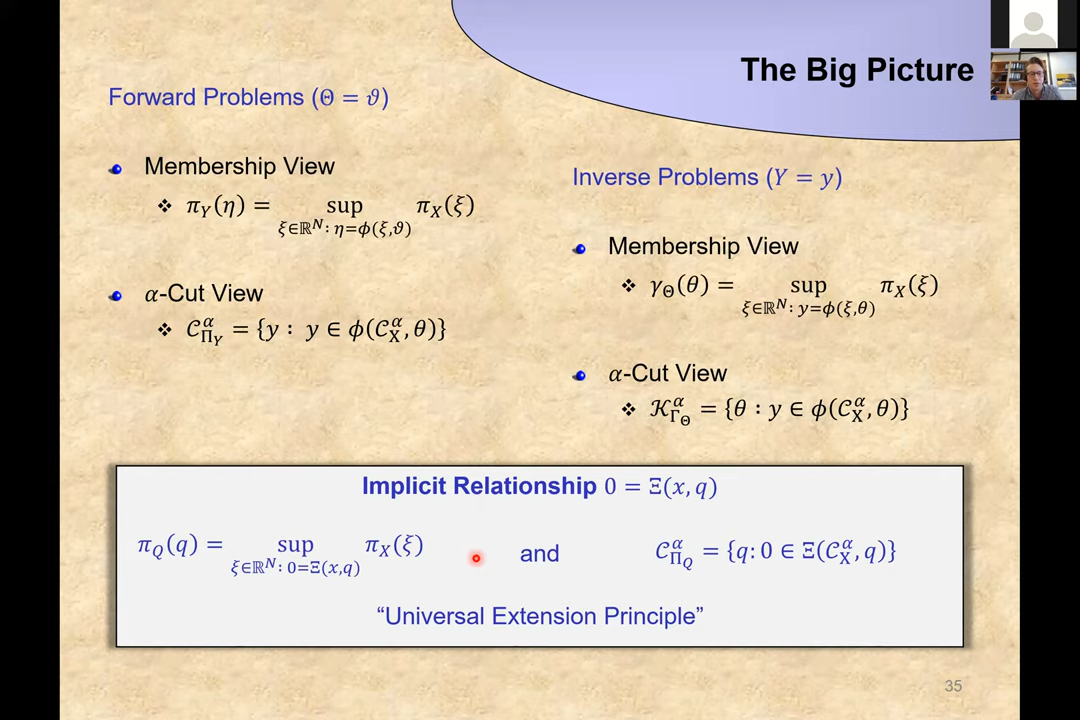 The Big Picture
Forward Problems (Θ = 𝜗)
Membership View
❖ π_Y(η) = sup_{ξ∈ℝ^N: η=ϕ(ξ,𝜗)} π_X(ξ)
α-Cut View
❖ 𝒞^α_{Π_Y} = {y : y ∈ ϕ(𝒞^α_X, θ)}
Inverse Problems (Y = y)
Membership View
❖ γ_Θ(θ) = sup_{ξ∈ℝ^N: y=ϕ(ξ,θ)} π_X(ξ)
α-Cut View
❖ 𝒦^α_{Γ_Θ} = {θ : y ∈ ϕ(𝒞^α_X, θ)}
Implicit Relationship 0 = Ξ(x, q)
π_Q(q) = sup_{ξ∈ℝ^N: 0=Ξ(x,q)} π_X(ξ) and 𝒞^α_{Π_Q} = {q: 0 ∈ Ξ(𝒞^α_X, q)}
“Universal Extension Principle”
35